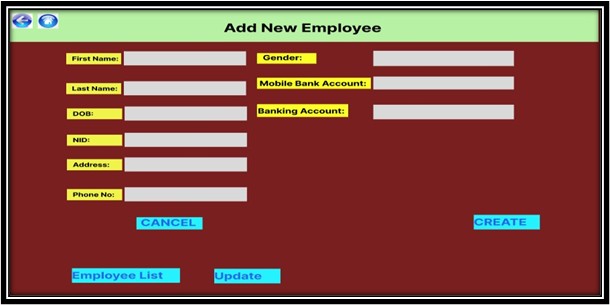 Add New Employee
First Name:
Last Name:
DOB:
NID:
Address:
Phone No:
Gender:
Mobile Bank Account:
Banking Account:
CANCEL
CREATE
Employee List
Update